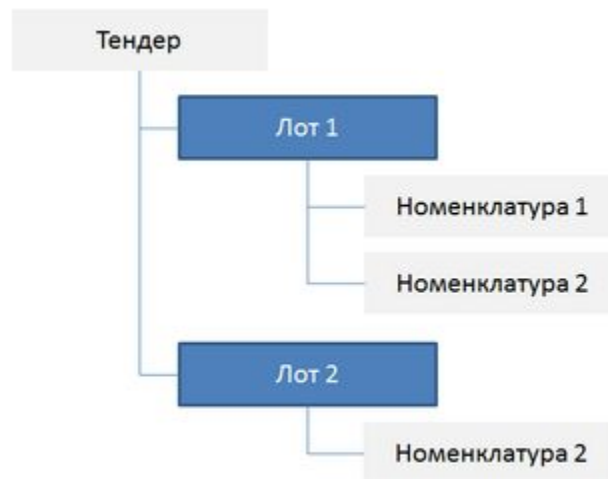 Тендер
Лот 1
Номенклатура 1
Номенклатура 2
Лот 2
Номенклатура 2